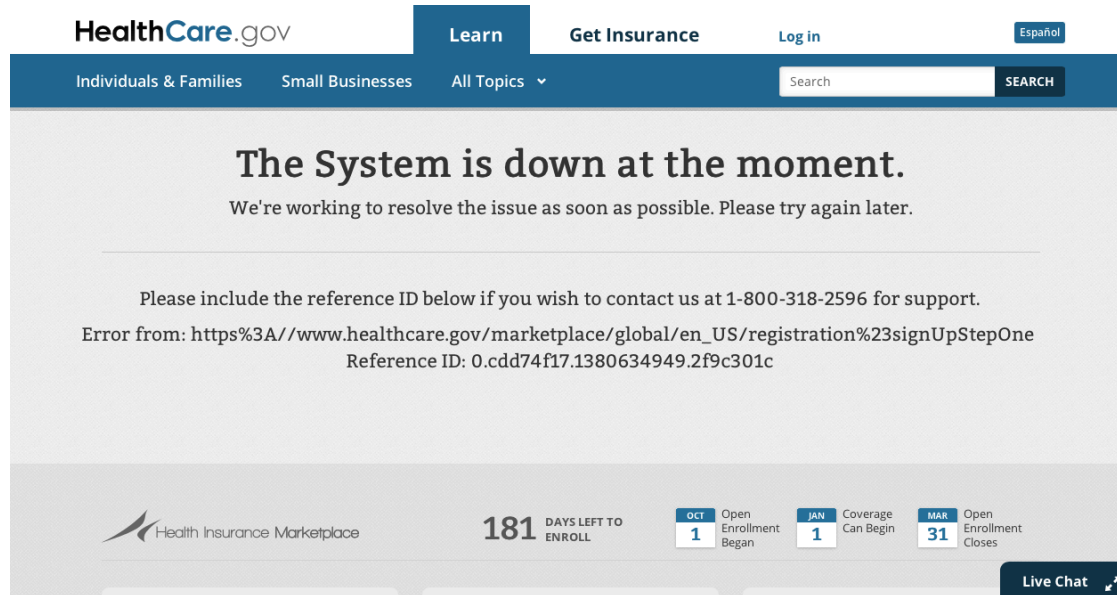 HealthCare.gov
Learn
Get Insurance
Log in
Español
Individuals & Families
Small Businesses
All Topics
Search
SEARCH
The System is down at the moment.
We're working to resolve the issue as soon as possible. Please try again later.
Please include the reference ID below if you wish to contact us at 1-800-318-2596 for support.
Error from: https%3A//www.healthcare.gov/marketplace/global/en_US/registration%23signUpStepOne
Reference ID: 0.cdd74f17.1380634949.2f9c301c
Health Insurance Marketplace
181
DAYS LEFT TO
ENROLL
OCT
1
Open
Enrollment
Began
JAN
1
Coverage
Can Begin
MAR
31
Open
Enrollment
Closes
Live Chat